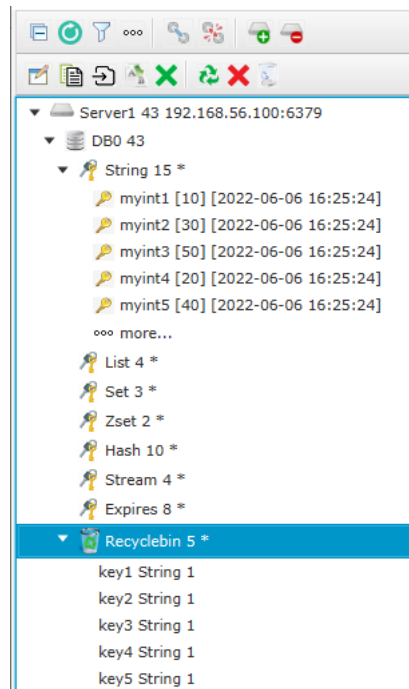 Server1 43 192.168.56.100:6379
DB0 43
String 15 *
myint1 [10] [2022-06-06 16:25:24]
myint2 [30] [2022-06-06 16:25:24]
myint3 [50] [2022-06-06 16:25:24]
myint4 [20] [2022-06-06 16:25:24]
myint5 [40] [2022-06-06 16:25:24]
more...
List 4 *
Set 3 *
Zset 2 *
Hash 10 *
Stream 4 *
Expires 8 *
Recyclebin 5 *
key1 String 1
key2 String 1
key3 String 1
key4 String 1
key5 String 1